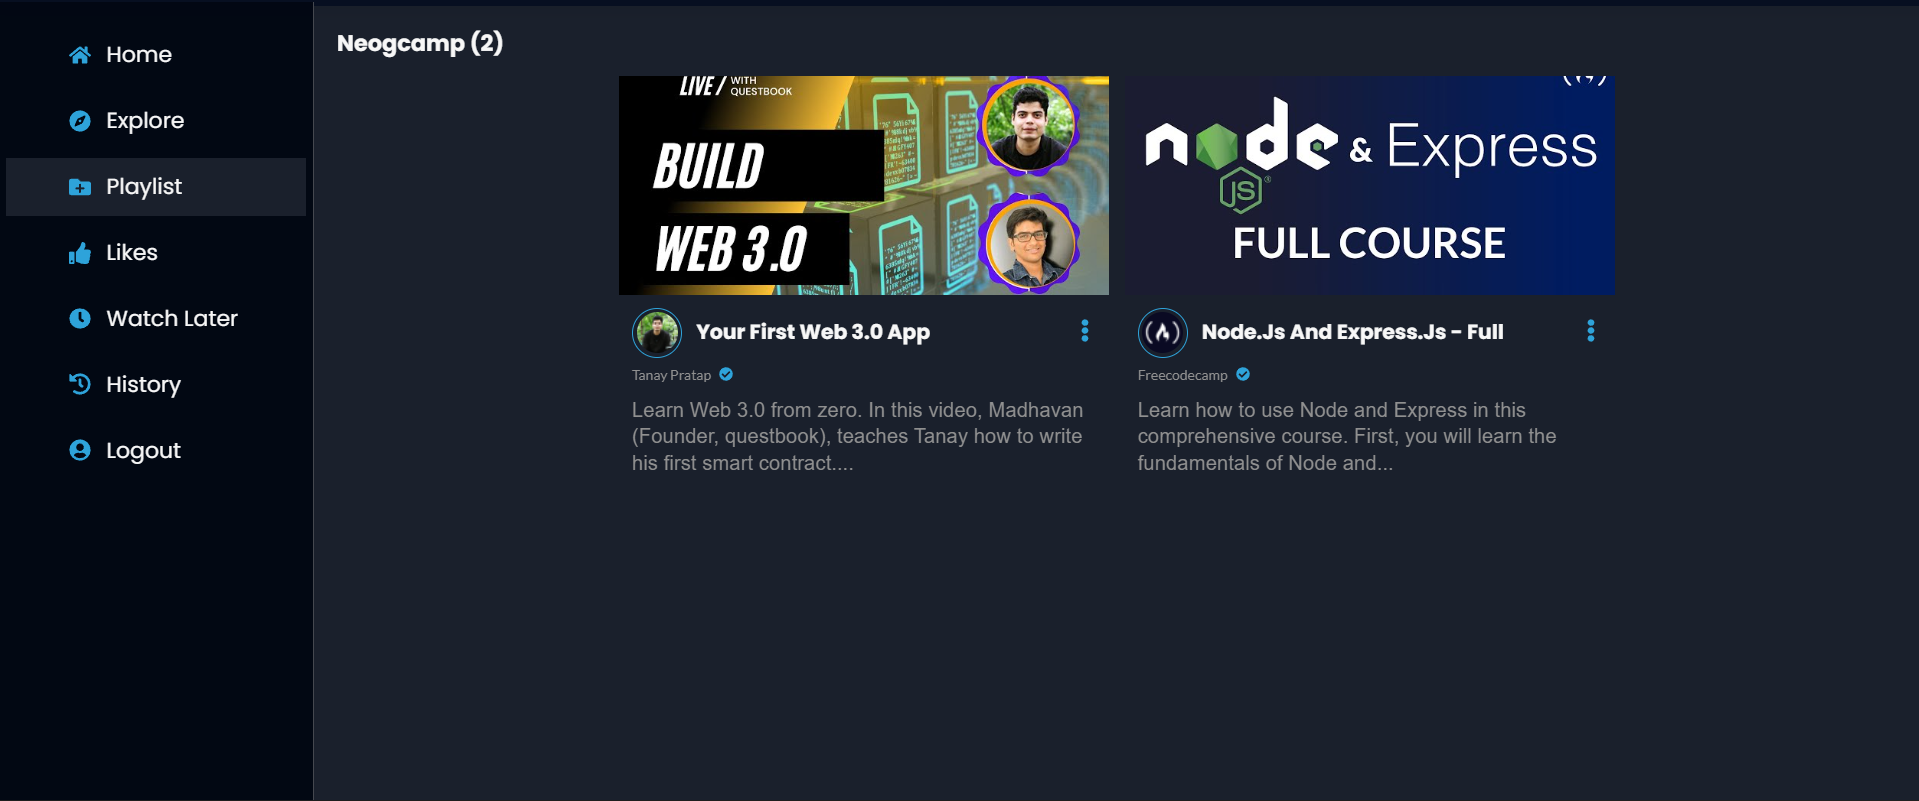 Home
Explore
Playlist
Likes
Watch Later
History
Logout
Neogcamp (2)
LIVE / WITH
QUESTBOOK
BUILD
WEB 3.0
Your First Web 3.0 App
Tanay Pratap
Learn Web 3.0 from zero. In this video, Madhavan
(Founder, questbook), teaches Tanay how to write
his first smart contract....
node & Express
JS
FULL COURSE
Node.Js And Express.Js - Full
Freecodecamp
Learn how to use Node and Express in this
comprehensive course. First, you will learn the
fundamentals of Node and...